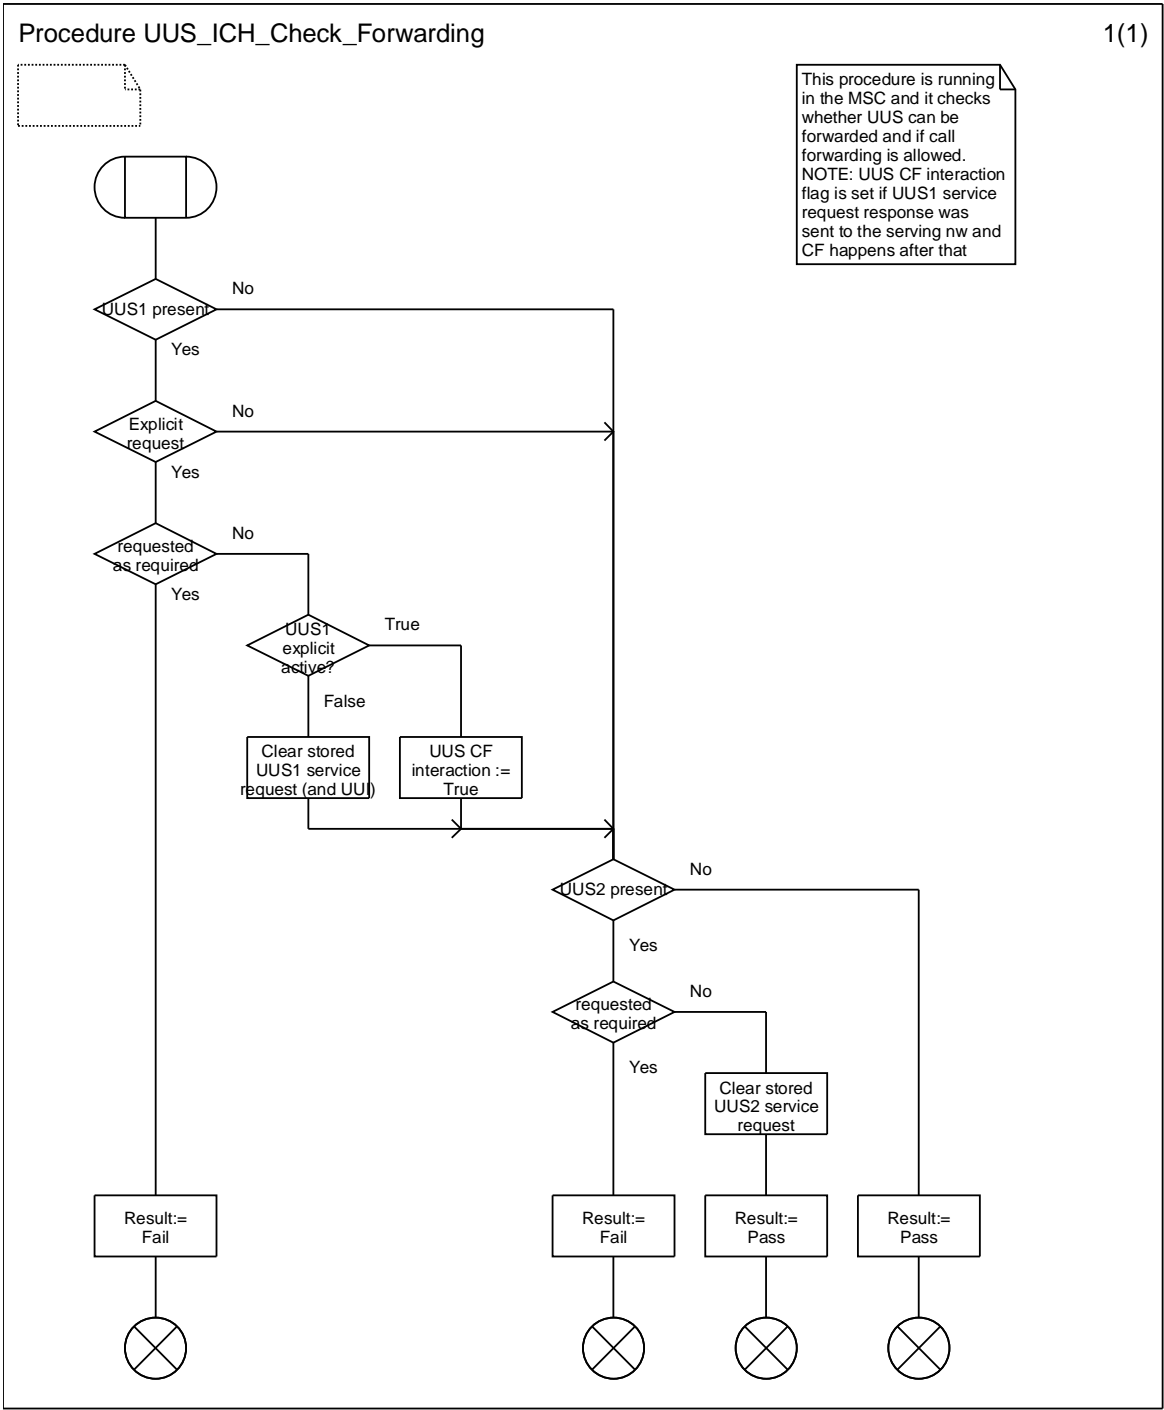 Procedure UUS_ICH_Check_Forwarding
1(1)
This procedure is running
in the MSC and it checks
whether UUS can be
forwarded and if call
forwarding is allowed.
NOTE: UUS CF interaction
flag is set if UUS1 service
request response was
sent to the serving nw and
CF happens after that
No
UUS1 present
Yes
No
Explicit
request
Yes
No
requested
as required
Yes
True
UUS1
explicit
active?
False
Clear stored
UUS1 service
request (and UUI)
UUS CF
interaction :=
True
No
UUS2 present
Yes
No
requested
as required
Yes
Clear stored
UUS2 service
request
Result:=
Fail
Result:=
Fail
Result:=
Pass
Result:=
Pass